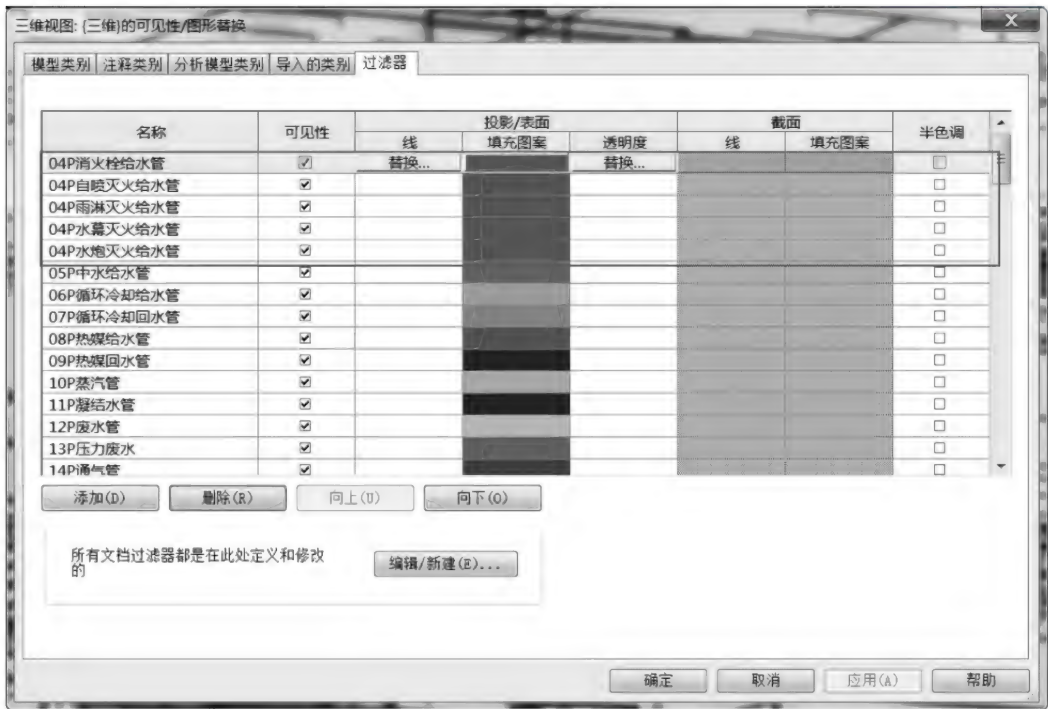 三维视图: {三维}的可见性/图形替换
模型类别 注释类别 分析模型类别 导入的类别 过滤器
名称 可见性 投影/表面 截面 半色调
线 填充图案 透明度 线 填充图案
04P消火栓给水管 替换... 替换...
04P自喷灭火给水管
04P雨淋灭火给水管
04P水幕灭火给水管
04P水炮灭火给水管
05P中水给水管
06P循环冷却给水管
07P循环冷却回水管
08P热媒给水管
09P热媒回水管
10P蒸汽管
11P凝结水管
12P废水管
13P压力废水
14P通气管
添加(D) 删除(R) 向上(U) 向下(O)
所有文档过滤器都是在此处定义和修改
的
编辑/新建(E)...
确定 取消 应用(A) 帮助